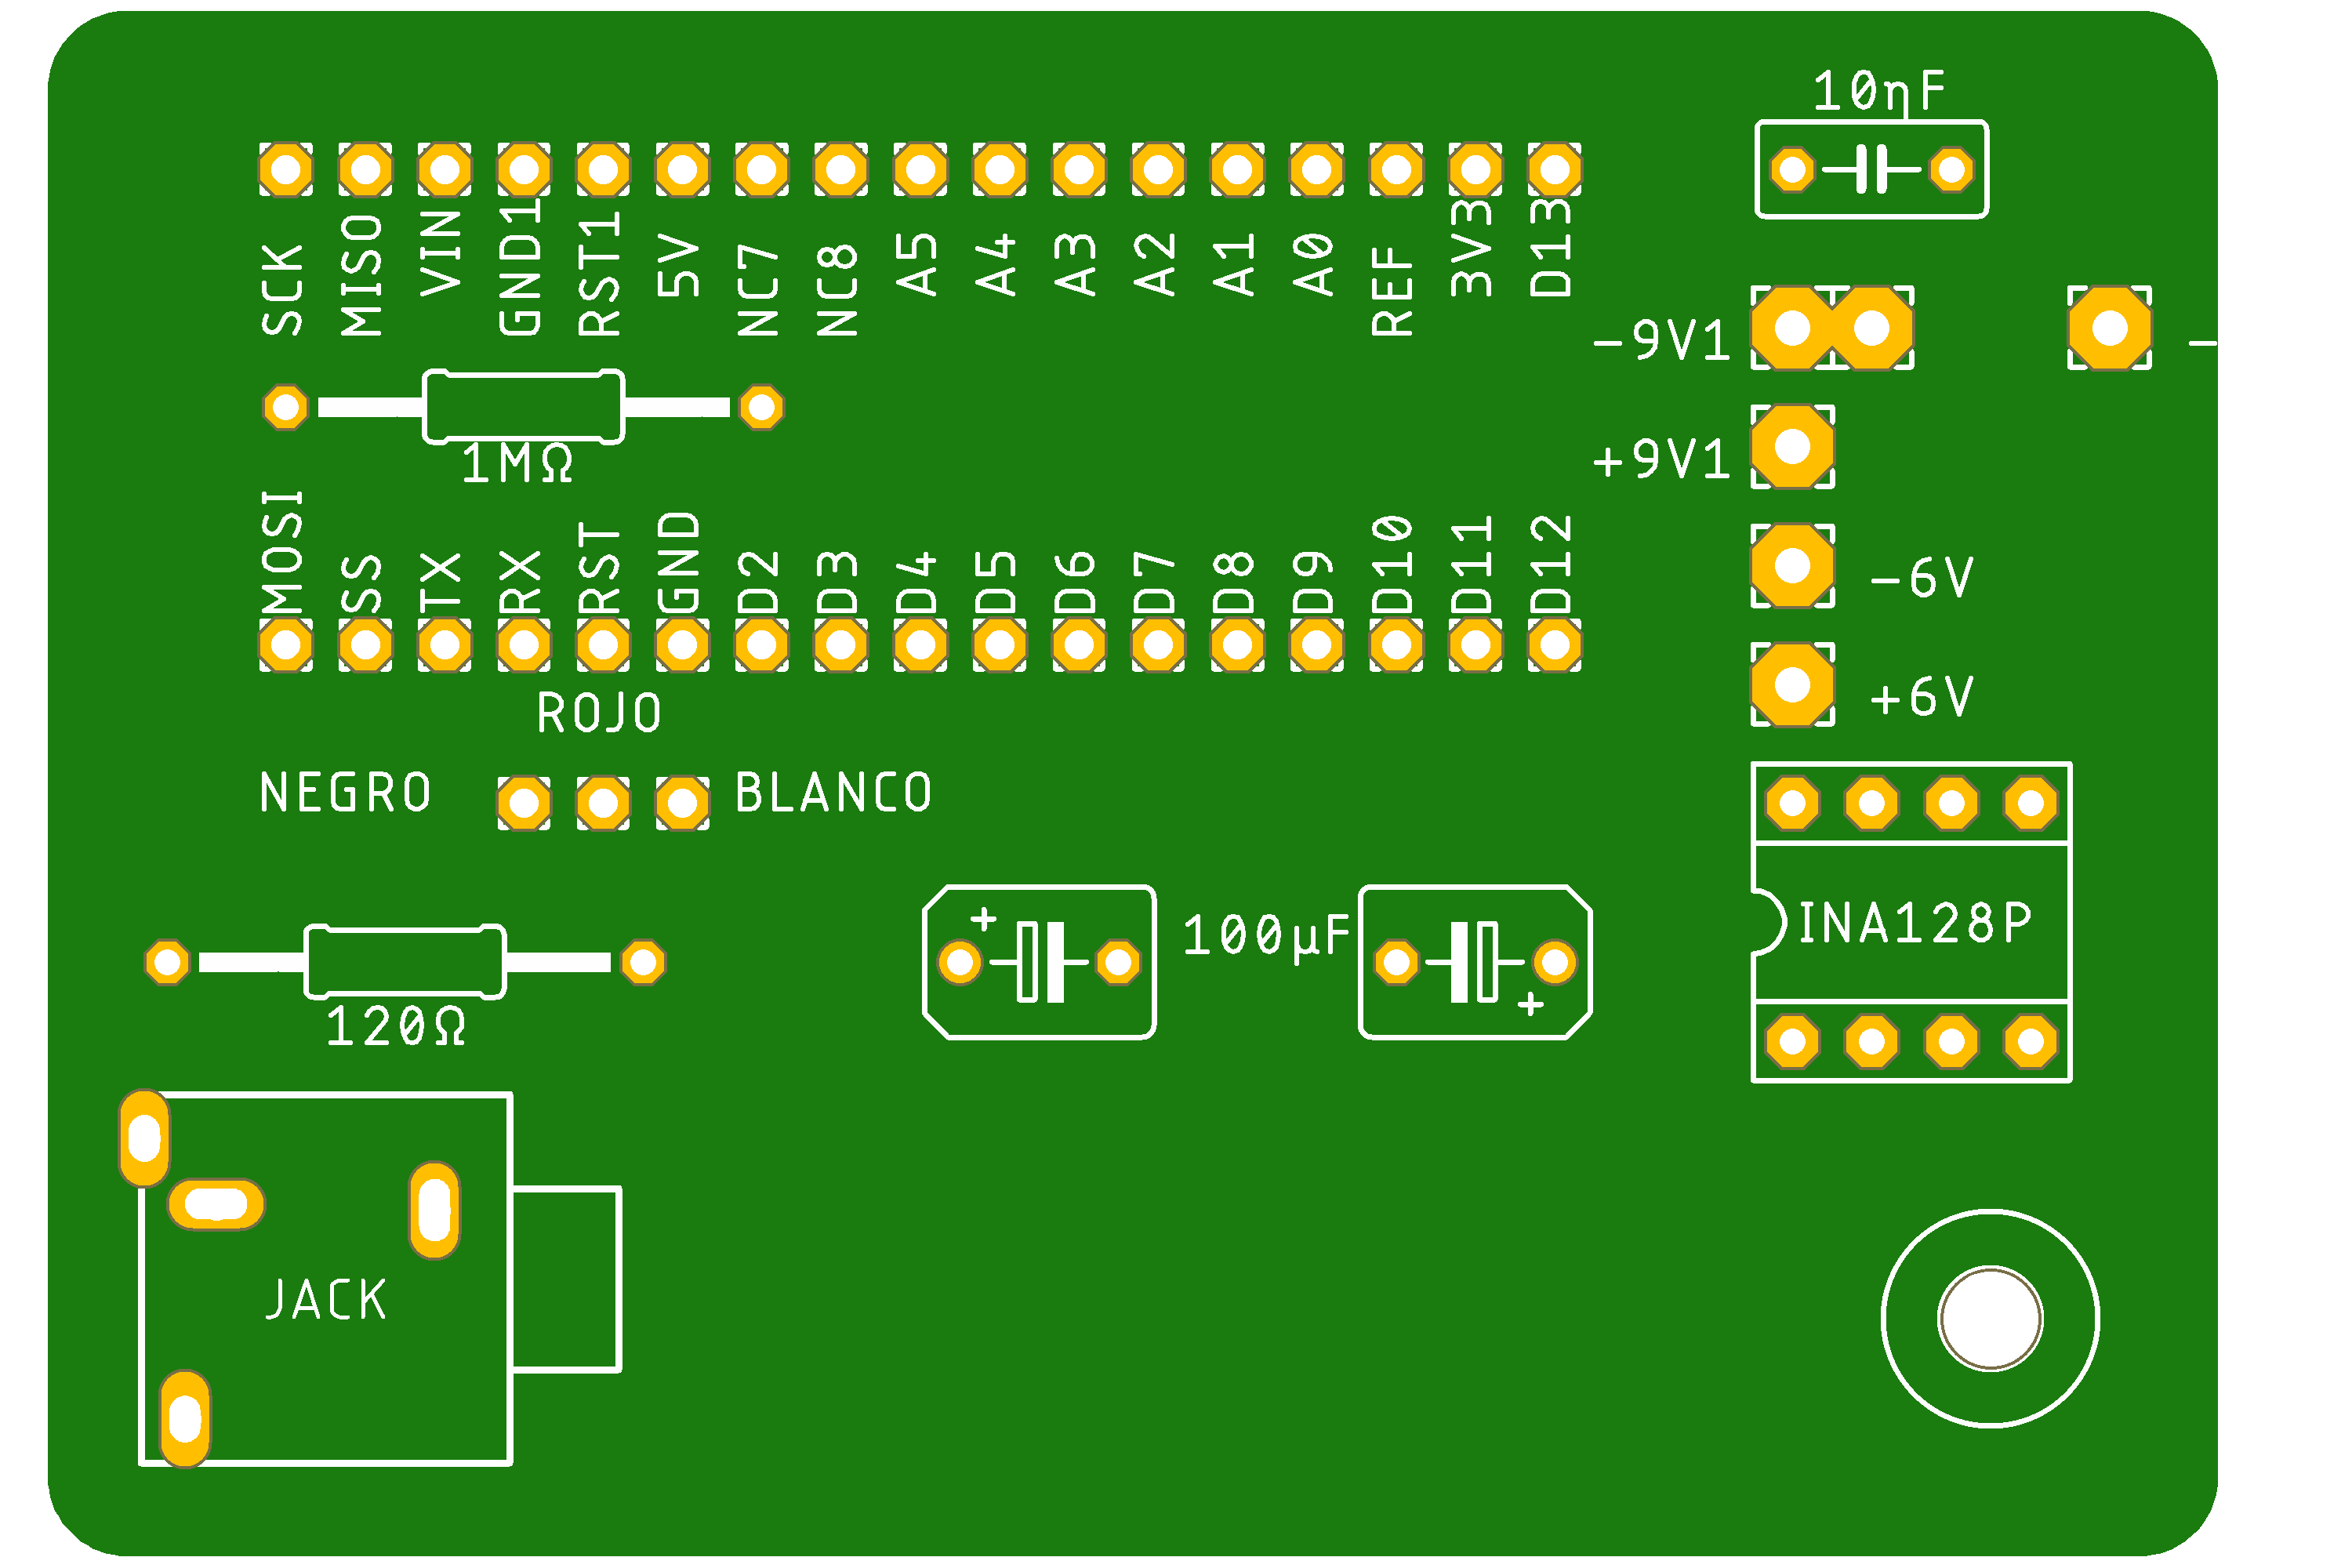 10nF
SCK MISO VIN GND1 RST1 5V NC7 NC8 A5 A4 A3 A2 A1 A0 REF 3V3 D13
-9V1
-
+9V1
1MΩ
MOSI SS TX RX RST GND D2 D3 D4 D5 D6 D7 D8 D9 D10 D11 D12
-6V
+6V
ROJO
NEGRO
BLANCO
+
100µF
+
INA128P
120Ω
JACK